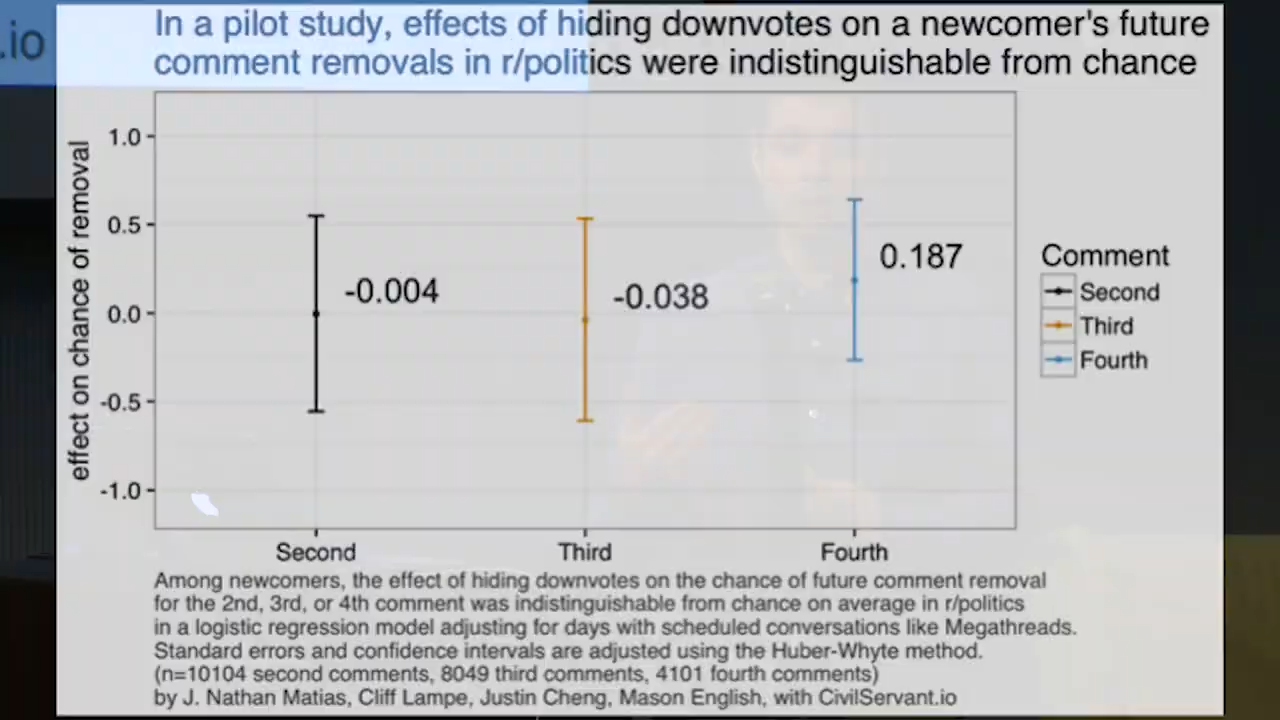 .io
In a pilot study, effects of hiding downvotes on a newcomer's future
comment removals in r/politics were indistinguishable from chance
effect on chance of removal
1.0
0.5
0.0
-0.5
-1.0
-0.004
-0.038
0.187
Comment
Second
Third
Fourth
Second
Third
Fourth
Among newcomers, the effect of hiding downvotes on the chance of future comment removal
for the 2nd, 3rd, or 4th comment was indistinguishable from chance on average in r/politics
in a logistic regression model adjusting for days with scheduled conversations like Megathreads.
Standard errors and confidence intervals are adjusted using the Huber-Whyte method.
(n=10104 second comments, 8049 third comments, 4101 fourth comments)
by J. Nathan Matias, Cliff Lampe, Justin Cheng, Mason English, with CivilServant.io